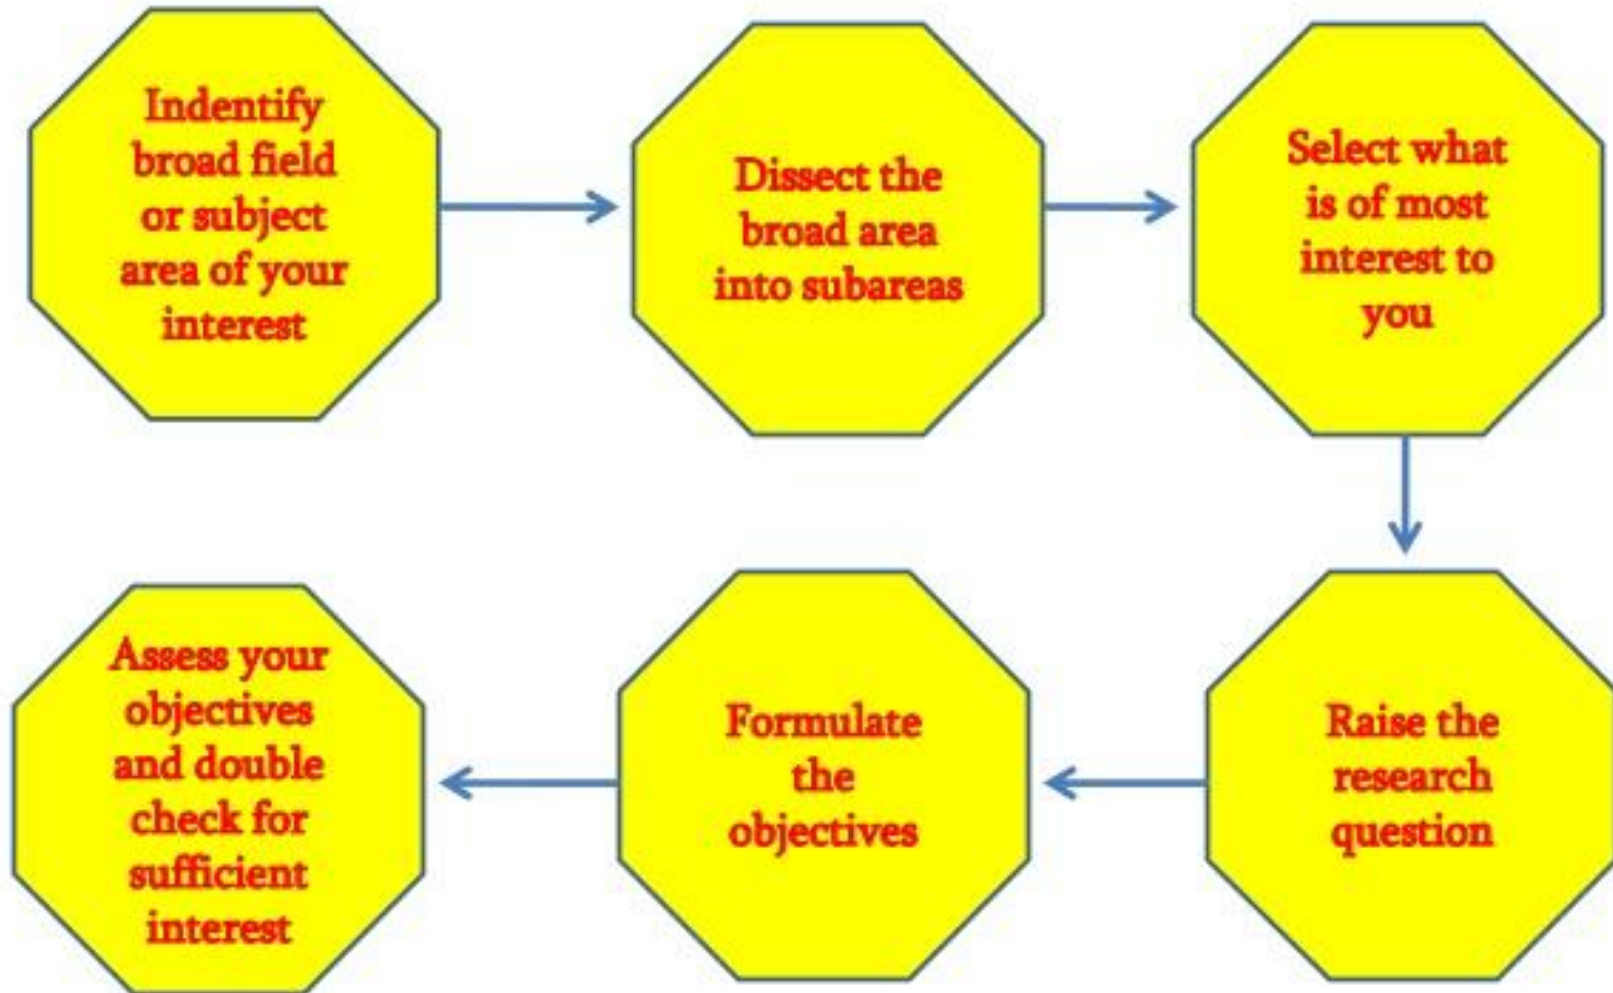 Indentify
broad field
or subject
area of your
interest
Dissect the
broad area
into subareas
Select what
is of most
interest to
you
Raise the
research
question
Formulate
the
objectives
Assess your
objectives
and double
check for
sufficient
interest